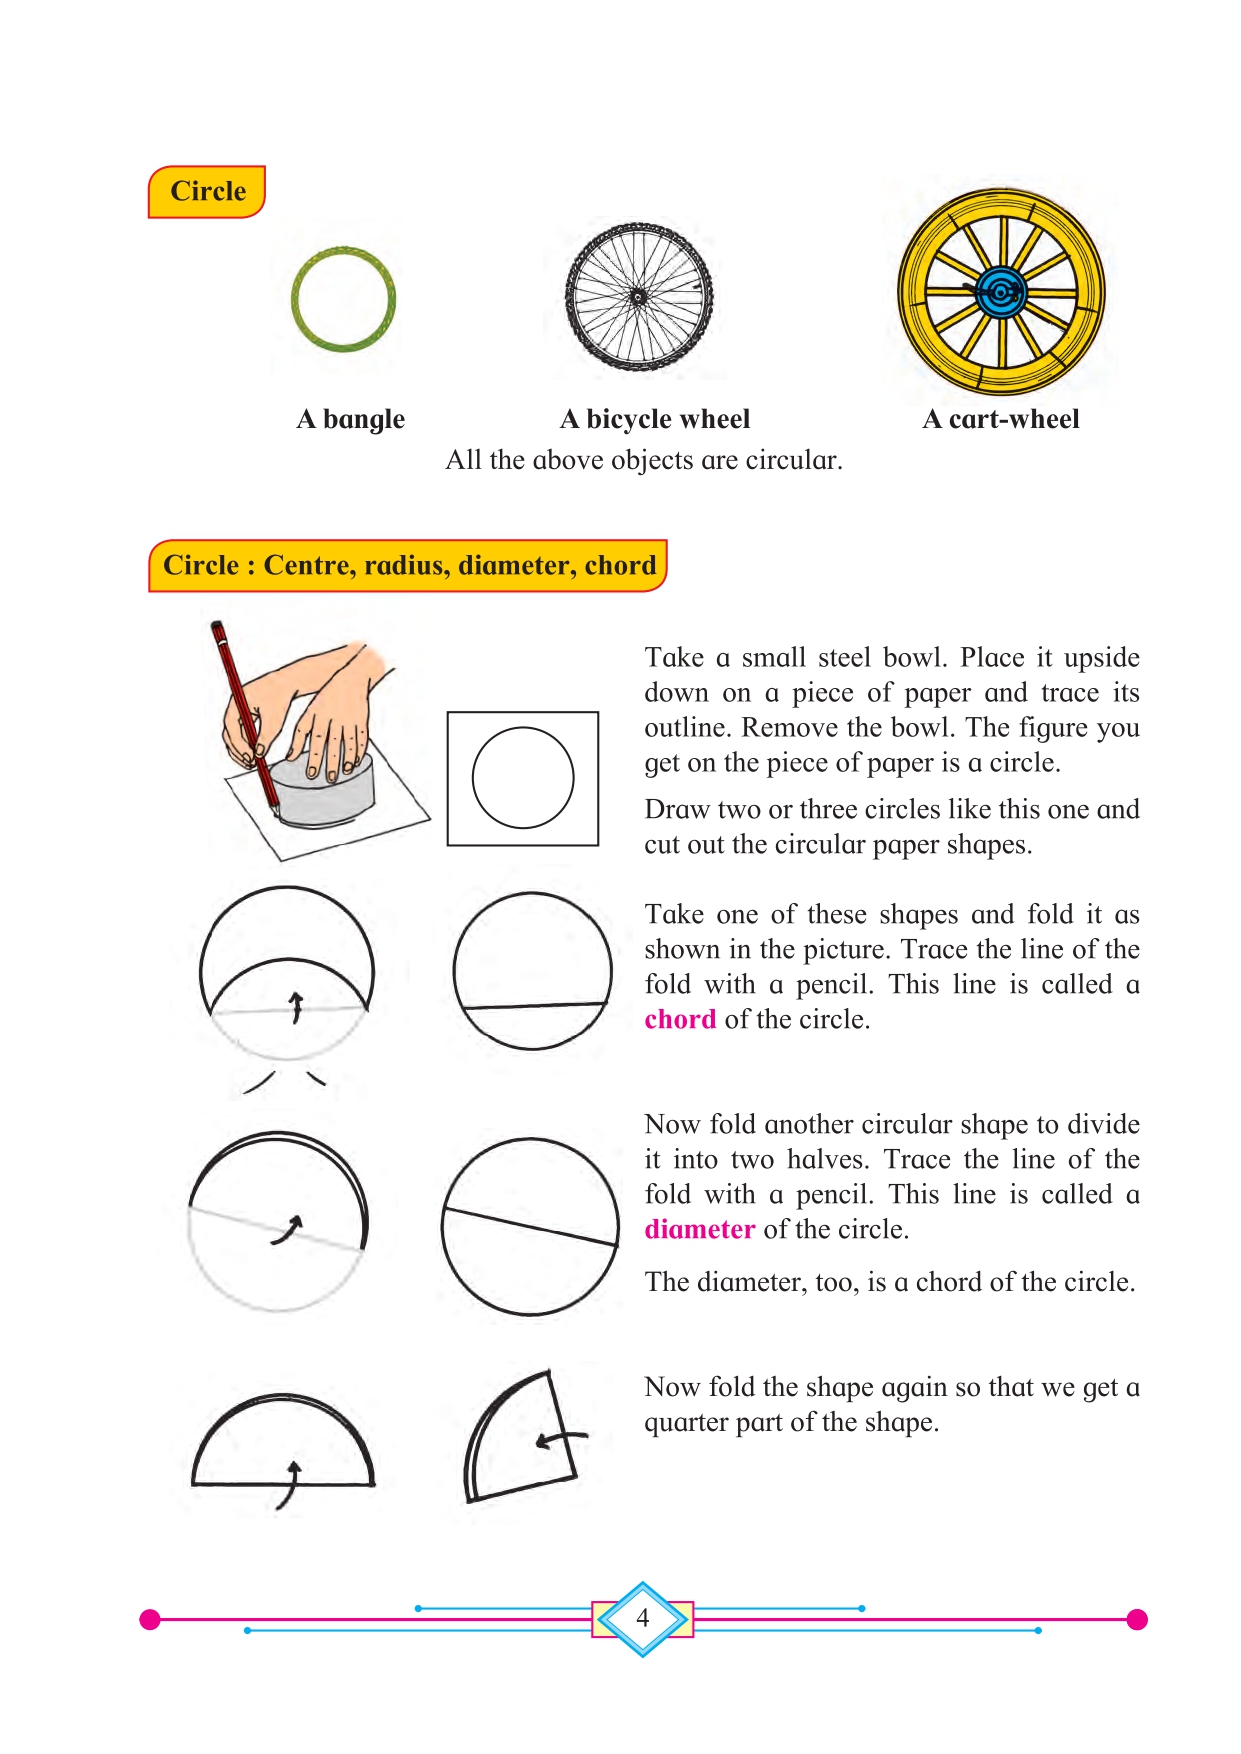 Circle
A bangle
A bicycle wheel
A cart-wheel
All the above objects are circular.
Circle : Centre, radius, diameter, chord
Take a small steel bowl. Place it upside
down on a piece of paper and trace its
outline. Remove the bowl. The figure you
get on the piece of paper is a circle.
Draw two or three circles like this one and
cut out the circular paper shapes.
Take one of these shapes and fold it as
shown in the picture. Trace the line of the
fold with a pencil. This line is called a
chord of the circle.
Now fold another circular shape to divide
it into two halves. Trace the line of the
fold with a pencil. This line is called a
diameter of the circle.
The diameter, too, is a chord of the circle.
Now fold the shape again so that we get a
quarter part of the shape.
4